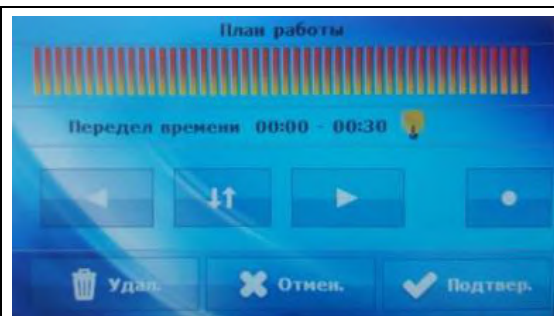 План работы
Передел времени 00:00 - 00:30
Удал. Отмен. Подтвер.